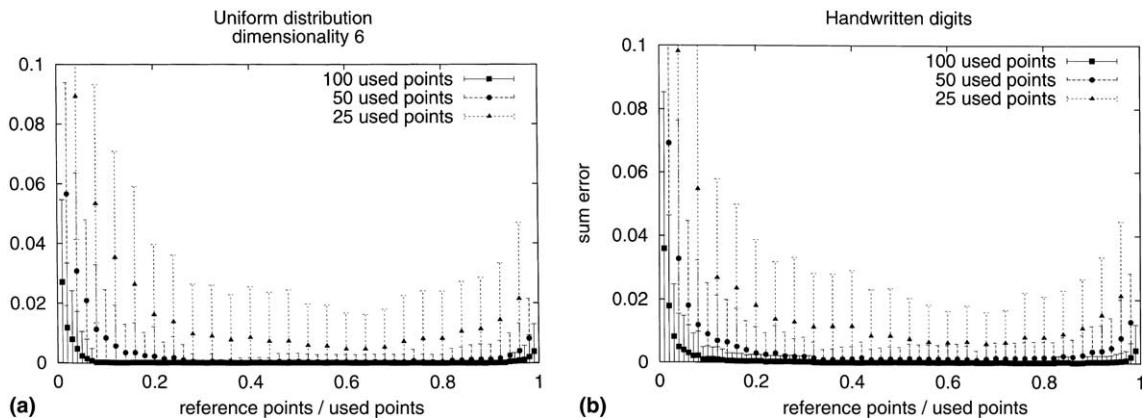 Uniform distribution
dimensionality 6
0.1
0.08
0.06
0.04
0.02
0
100 used points
50 used points
25 used points
0 0.2 0.4 0.6 0.8 1
(a) reference points / used points
Handwritten digits
0.1
0.08
0.06
0.04
0.02
0
sum error
100 used points
50 used points
25 used points
0 0.2 0.4 0.6 0.8 1
(b) reference points / used points